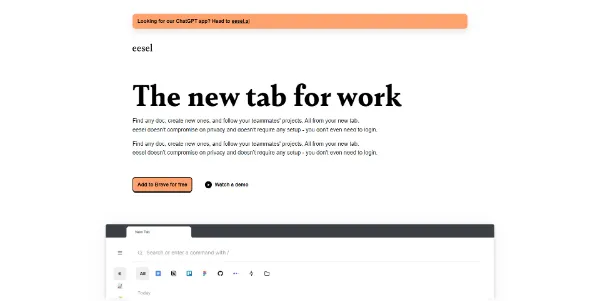 Looking for our ChatGPT app? Head to eesel.ai
eesel
The new tab for work
Find any doc, create new ones, and follow your teammates' projects. All from your new tab.
eesel doesn't compromise on privacy and doesn't require any setup - you don't even need to login.
Find any doc, create new ones, and follow your teammates' projects. All from your new tab.
eesel doesn't compromise on privacy and doesn't require any setup - you don't even need to login.
Add to Brave for free
Watch a demo
New Tab
Search or enter a command with /
All
Today